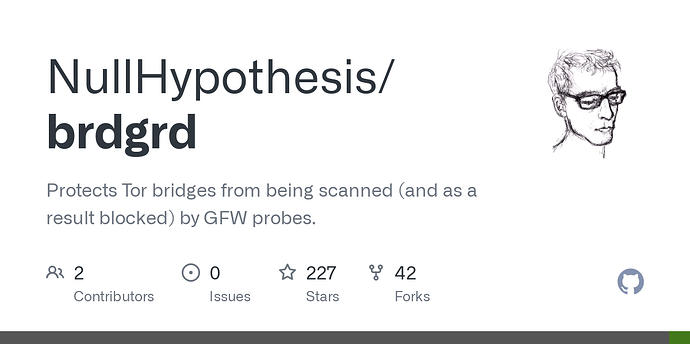 NullHypothesis/
brdgrd
Protects Tor bridges from being scanned (and as a
result blocked) by GFW probes.
2
Contributors
0
Issues
227
Stars
42
Forks